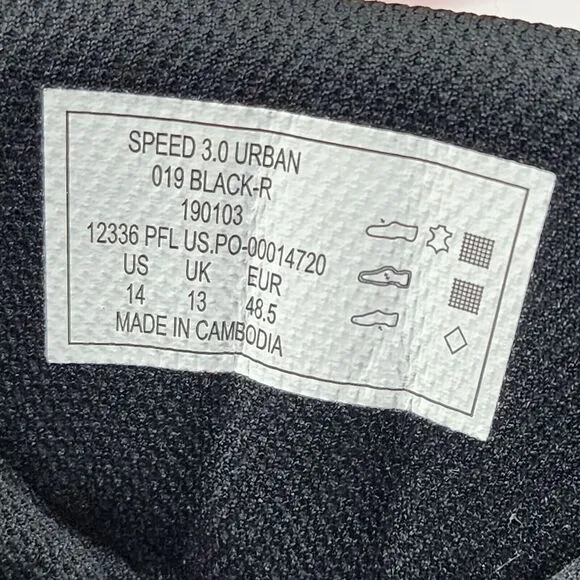 SPEED 3.0 URBAN
019 BLACK-R
190103
12336 PFL US.PO-00014720
US UK EUR
14 13 48.5
MADE IN CAMBODIA